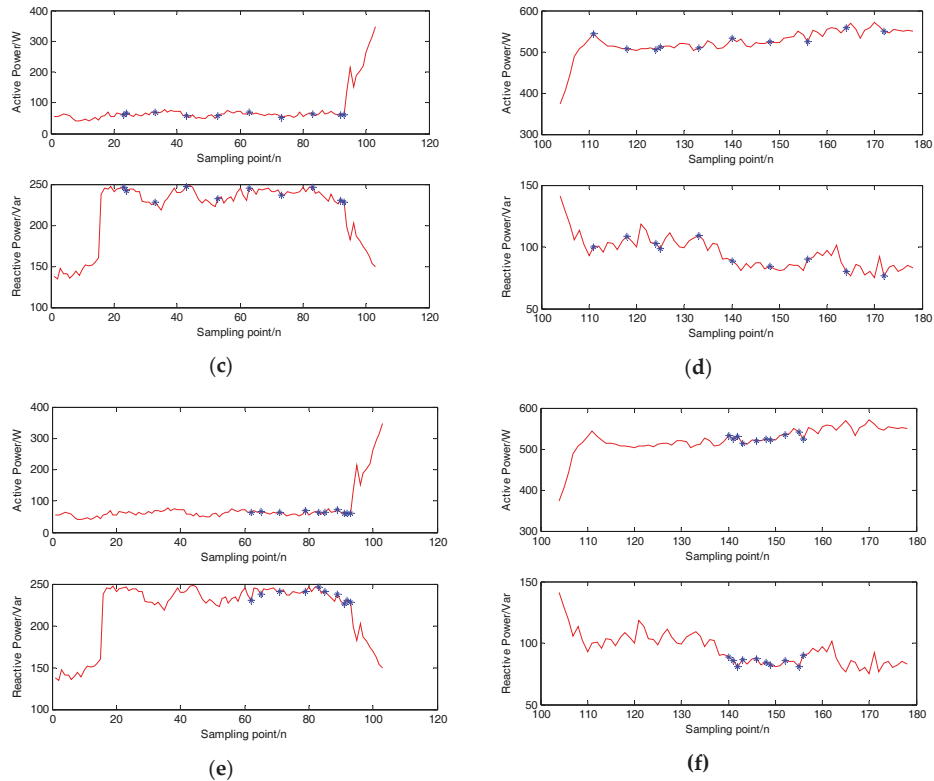 400
300
200
100
0
Active Power/W
0 20 40 60 80 100 120
Sampling point/n
250
200
150
100
Reactive Power/Var
0 20 40 60 80 100 120
Sampling point/n
(c)
600
500
400
300
Active Power/W
100 110 120 130 140 150 160 170 180
Sampling point/n
150
100
50
Reactive Power/Var
100 110 120 130 140 150 160 170 180
Sampling point/n
(d)
400
300
200
100
0
Active Power/W
0 20 40 60 80 100 120
Sampling point/n
250
200
150
100
Reactive Power/Var
0 20 40 60 80 100 120
Sampling point/n
(e)
600
500
400
300
Active Power/W
100 110 120 130 140 150 160 170 180
Sampling point/n
150
100
50
Reactive Power/Var
100 110 120 130 140 150 160 170 180
Sampling point/n
(f)